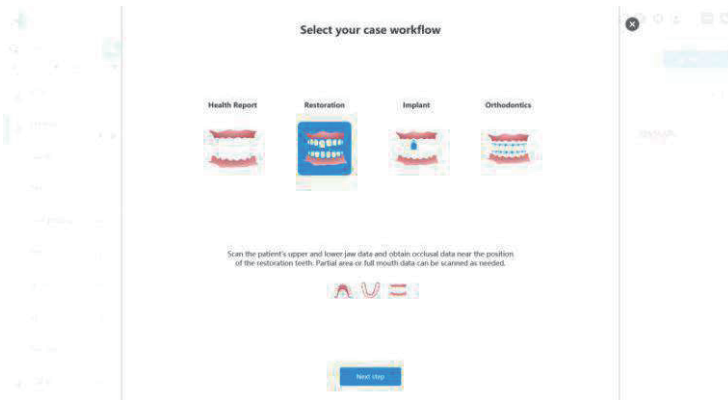 Select your case workflow
Health Report
Restoration
Implant
Orthodontics
Scan the patient's upper and lower jaw data and obtain occlusal data near the position
of the restoration teeth. Partial area or full mouth data can be scanned as needed.
Next step